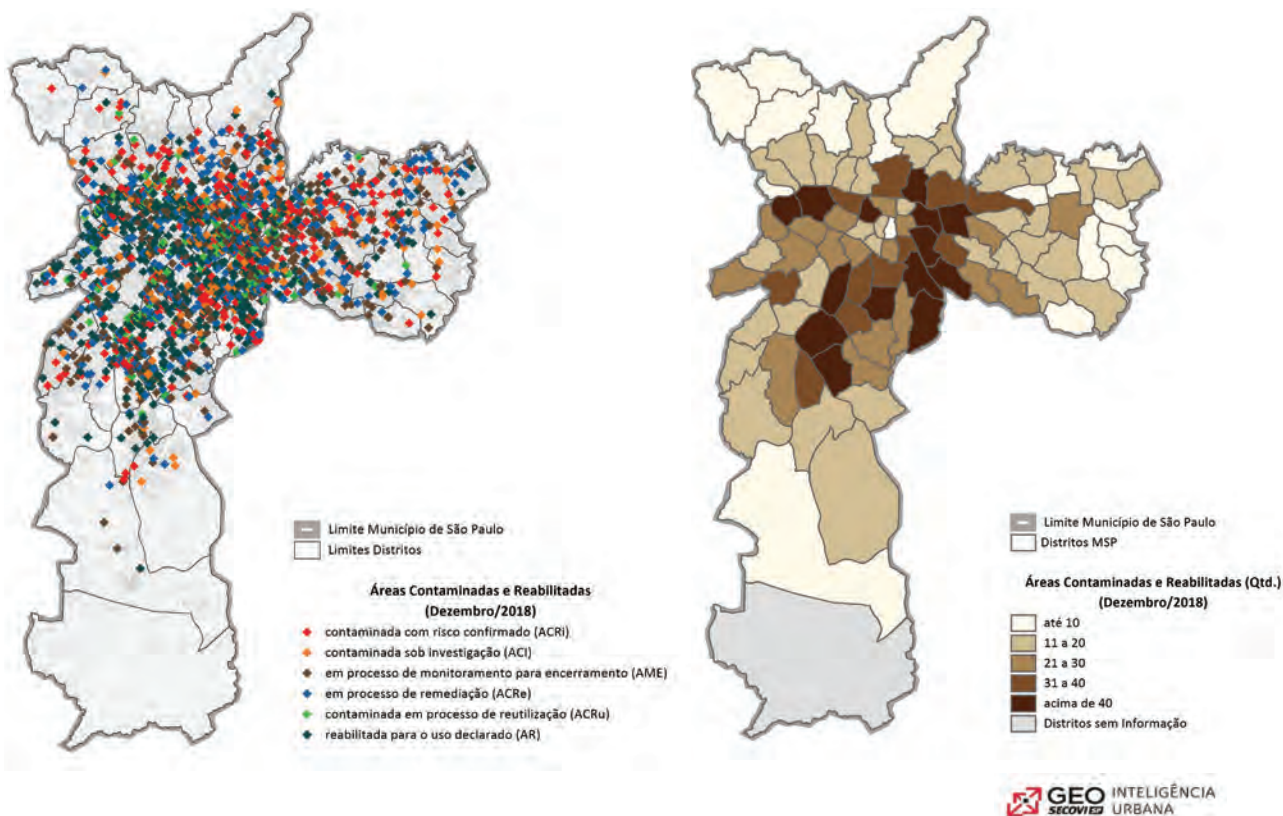 Limite Município de São Paulo
Limites Distritos
Áreas Contaminadas e Reabilitadas
(Dezembro/2018)
contaminada com risco confirmado (ACRi)
contaminada sob investigação (ACI)
em processo de monitoramento para encerramento (AME)
em processo de remediação (ACRe)
contaminada em processo de reutilização (ACRu)
reabilitada para o uso declarado (AR)
Limite Município de São Paulo
Distritos MSP
Áreas Contaminadas e Reabilitadas (Qtd.)
(Dezembro/2018)
até 10
11 a 20
21 a 30
31 a 40
acima de 40
Distritos sem Informação
GEO
SECOVI SP
INTELIGÊNCIA
URBANA